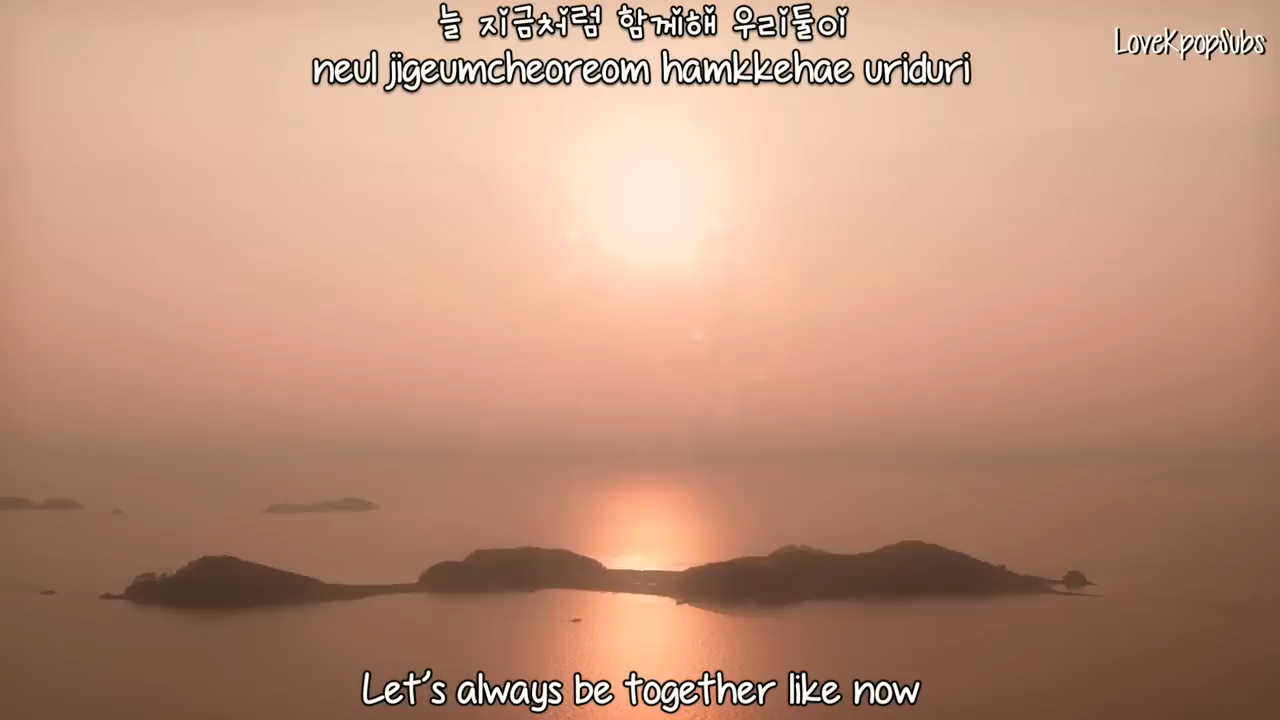 늘 지금처럼 함께해 우리둘이
neul jigeumcheoreom hamkkehae uriduri
LoveKpopSubs
Let's always be together like now